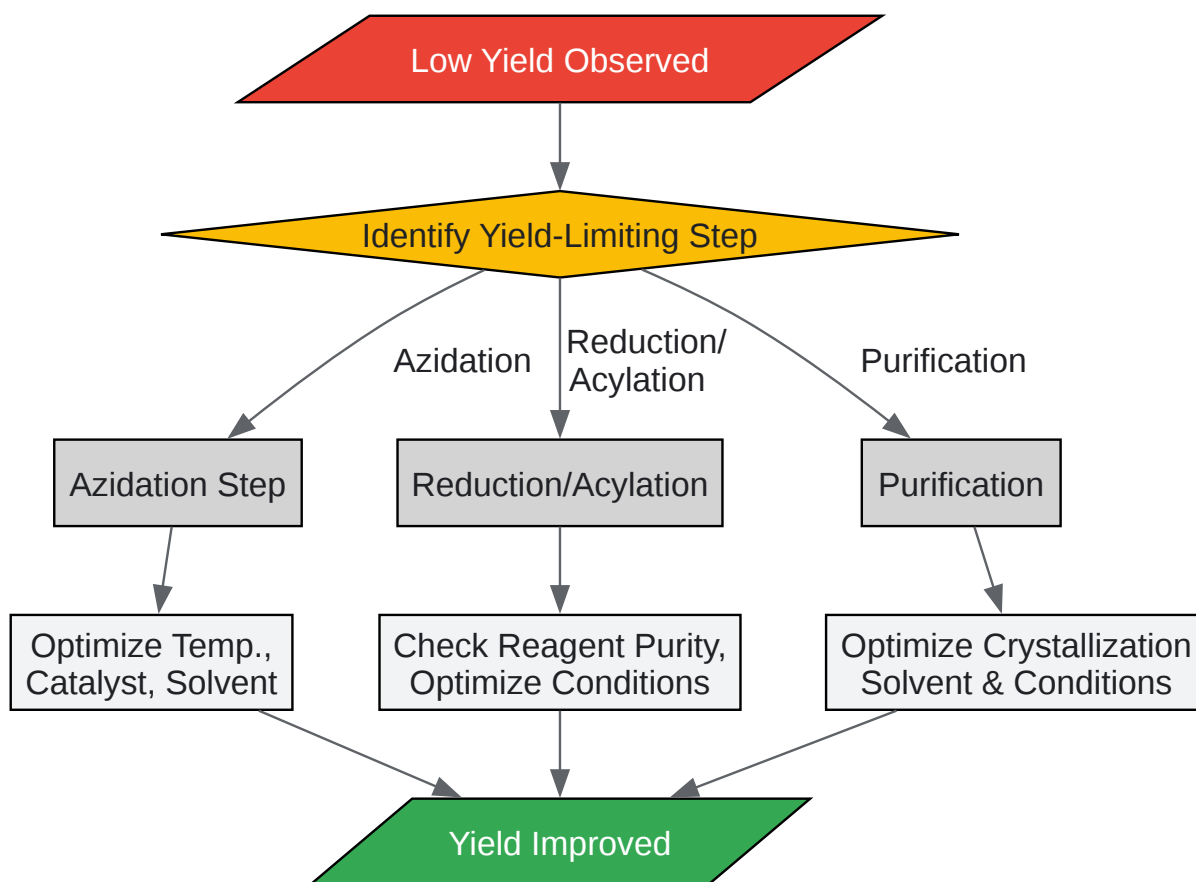 Low Yield Observed
Identify Yield-Limiting Step
Azidation
Reduction/
Acylation
Purification
Azidation Step
Reduction/Acylation
Purification
Optimize Temp.,
Catalyst, Solvent
Check Reagent Purity,
Optimize Conditions
Optimize Crystallization
Solvent & Conditions
Yield Improved